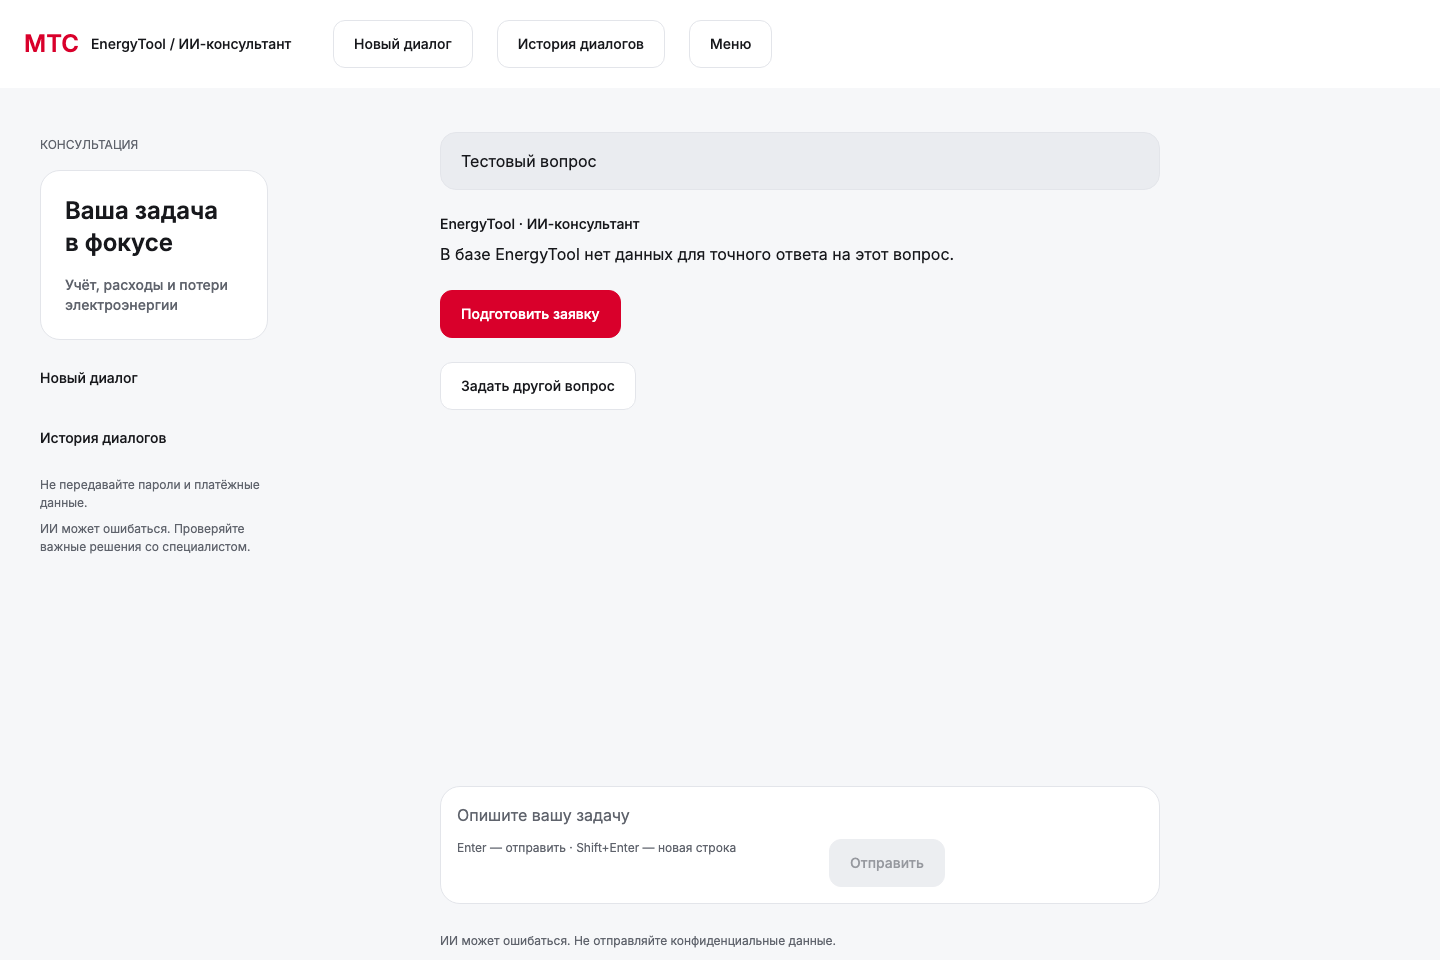 МТС
EnergyTool / ИИ-консультант
Новый диалог
История диалогов
Меню
КОНСУЛЬТАЦИЯ
Ваша задача
в фокусе
Учёт, расходы и потери
электроэнергии
Новый диалог
История диалогов
Не передавайте пароли и платёжные
данные.
ИИ может ошибаться. Проверяйте
важные решения со специалистом.
Тестовый вопрос
EnergyTool · ИИ-консультант
В базе EnergyTool нет данных для точного ответа на этот вопрос.
Подготовить заявку
Задать другой вопрос
Опишите вашу задачу
Enter — отправить · Shift+Enter — новая строка
Отправить
ИИ может ошибаться. Не отправляйте конфиденциальные данные.